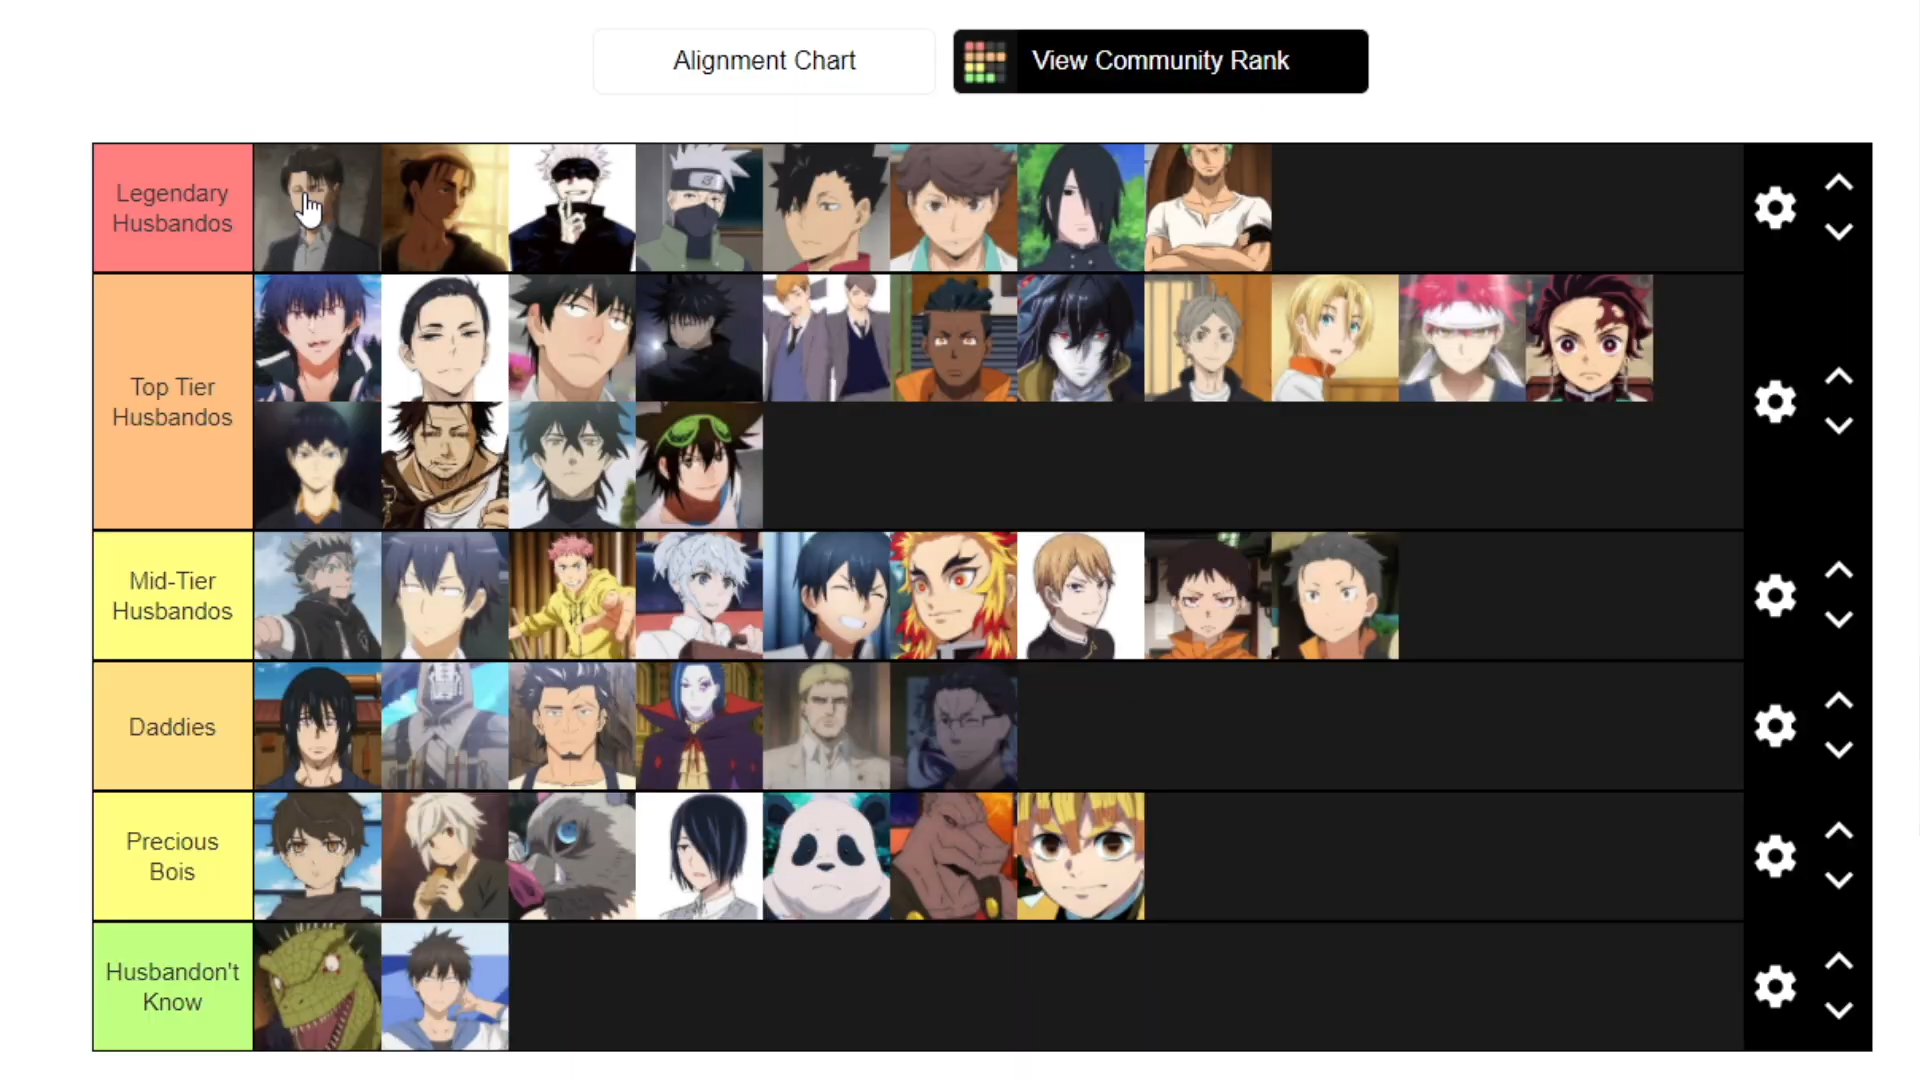 Alignment Chart
View Community Rank
Legendary
Husbandos
Top Tier
Husbandos
Mid-Tier
Husbandos
Daddies
Precious
Bois
Husbandon't
Know